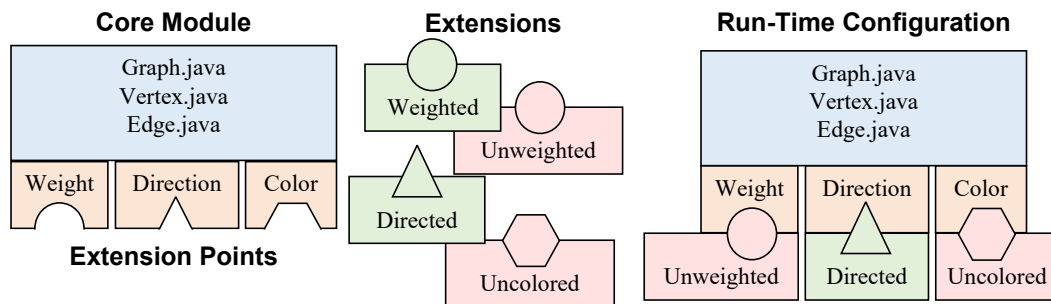 Core Module
Graph.java
Vertex.java
Edge.java
Weight
Direction
Color
Extension Points
Extensions
Weighted
Unweighted
Directed
Uncolored
Run-Time Configuration
Graph.java
Vertex.java
Edge.java
Weight
Direction
Color
Unweighted
Directed
Uncolored